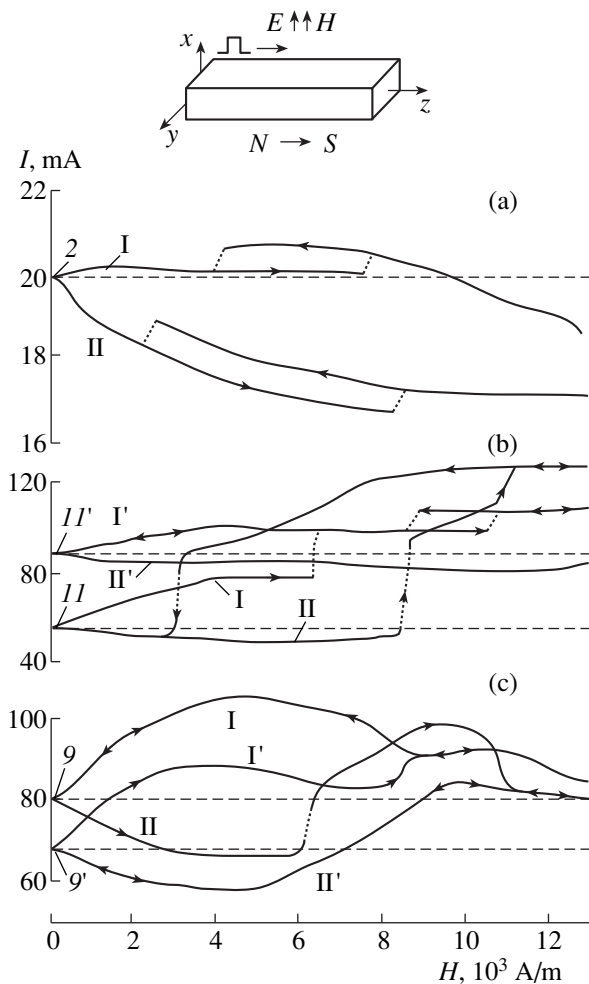 E ↑↑ H
x
y
z
N → S
I, mA
(a)
22
20
18
16
2
I
II
(b)
120
80
40
11'
I'
II'
11
I
II
(c)
100
80
60
9
I
I'
II
9'
II'
0 2 4 6 8 10 12
H, 10³ A/m